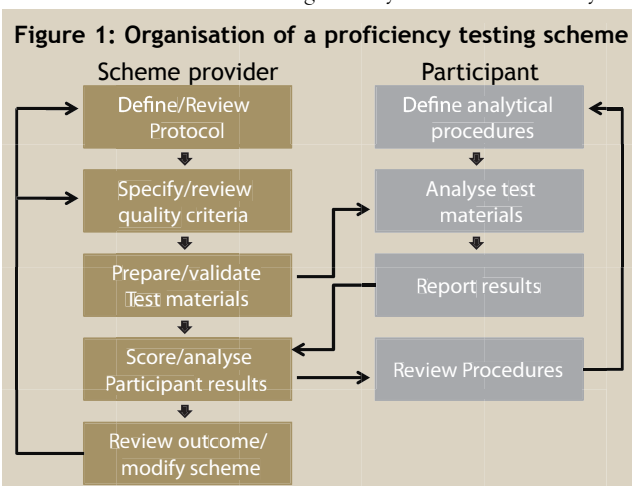 Figure 1: Organisation of a proficiency testing scheme
Scheme provider
Participant
Define/Review
Protocol
Define analytical
procedures
Specify/review
quality criteria
Analyse test
materials
Prepare/validate
Test materials
Report results
Score/analyse
Participant results
Review Procedures
Review outcome/
modify scheme